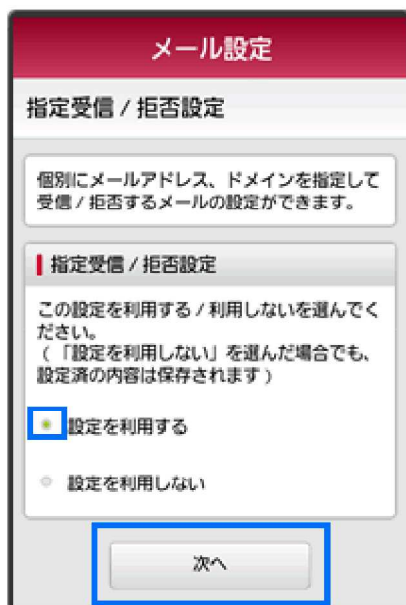 メール設定
指定受信 / 拒否設定
個別にメールアドレス、ドメインを指定して
受信 / 拒否するメールの設定ができます。
指定受信 / 拒否設定
この設定を利用する / 利用しないを選んでく
ださい。
(「設定を利用しない」を選んだ場合でも、
設定済の内容は保存されます)
設定を利用する
設定を利用しない
次へ